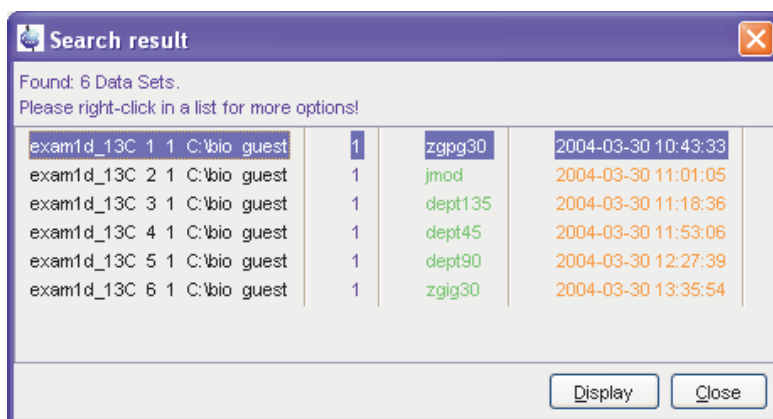 Search result
Found: 6 Data Sets.
Please right-click in a list for more options!
exam1d_13C 1 1 C:\bio guest 1 zgpg30 2004-03-30 10:43:33
exam1d_13C 2 1 C:\bio guest 1 jmod 2004-03-30 11:01:05
exam1d_13C 3 1 C:\bio guest 1 dept135 2004-03-30 11:18:36
exam1d_13C 4 1 C:\bio guest 1 dept45 2004-03-30 11:53:06
exam1d_13C 5 1 C:\bio guest 1 dept90 2004-03-30 12:27:39
exam1d_13C 6 1 C:\bio guest 1 zgig30 2004-03-30 13:35:54
Display Close